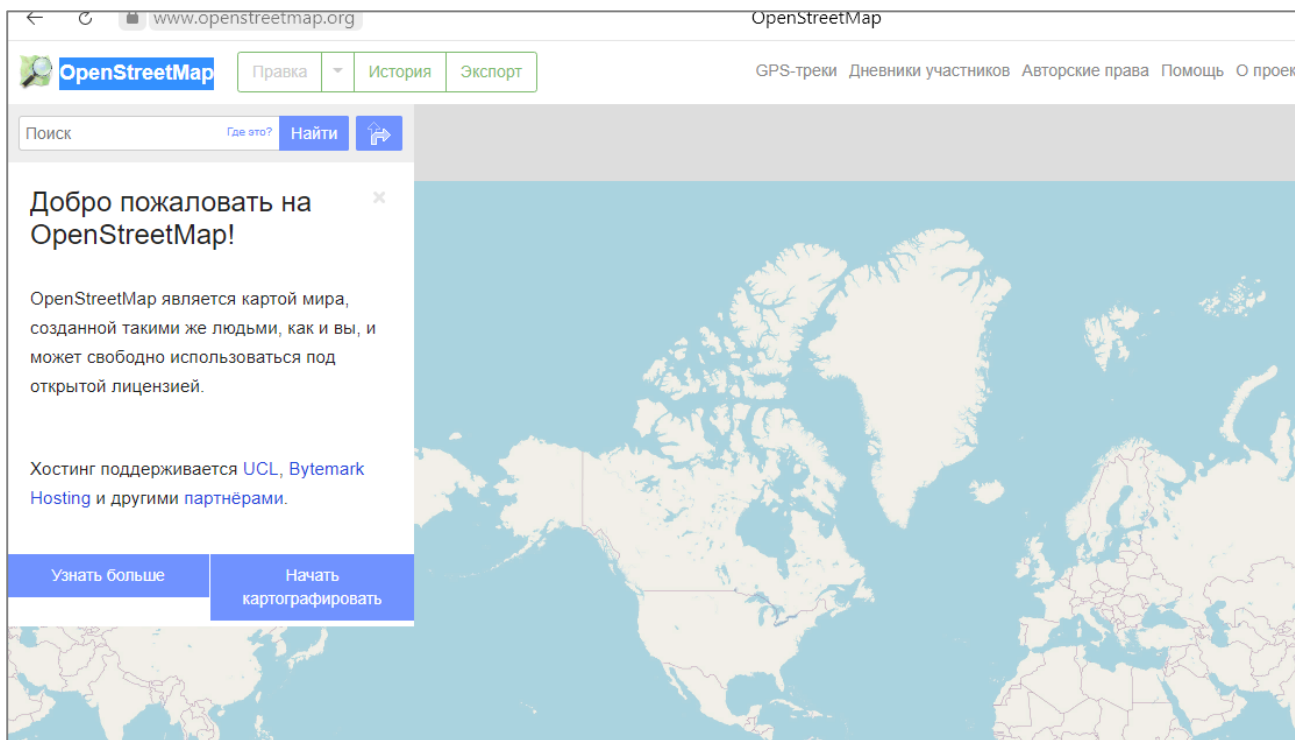 www.openstreetmap.org
OpenStreetMap
OpenStreetMap
Правка
История
Экспорт
GPS-треки Дневники участников Авторские права Помощь О проек
Поиск
Где это?
Найти
Добро пожаловать на
OpenStreetMap!
OpenStreetMap является картой мира,
созданной такими же людьми, как и вы, и
может свободно использоваться под
открытой лицензией.
Хостинг поддерживается UCL, Bytemark
Hosting и другими партнёрами.
Узнать больше
Начать
картографировать